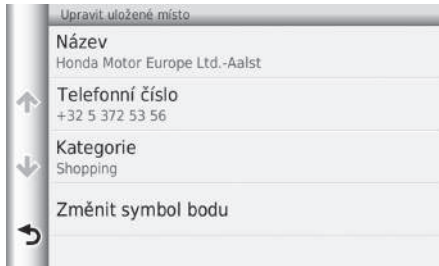 Upravit uložené místo
Název
Honda Motor Europe Ltd.-Aalst
Telefonní číslo
+32 5 372 53 56
Kategorie
Shopping
Změnit symbol bodu